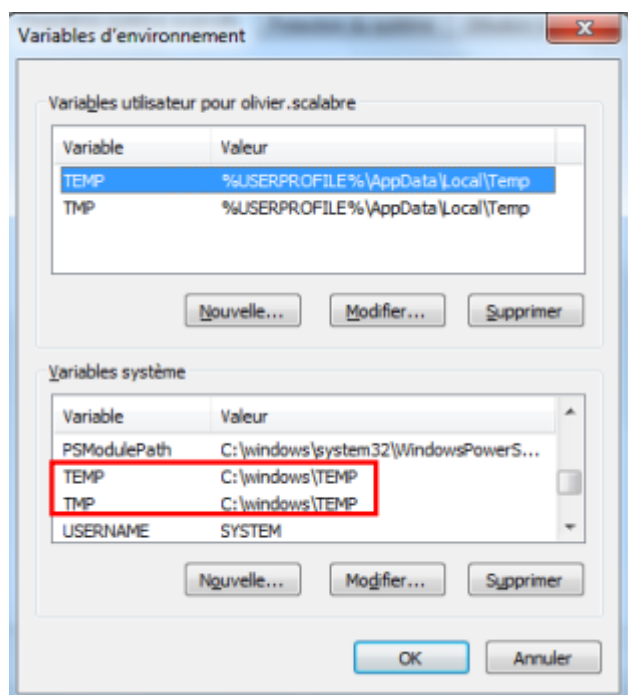 Variables d'environnement
Variables utilisateur pour olivier.scalabre
Variable Valeur
TEMP %USERPROFILE%\AppData\Local\Temp
TMP %USERPROFILE%\AppData\Local\Temp
Nouvelle... Modifier... Supprimer
Variables système
Variable Valeur
PSModulePath C:\windows\system32\WindowsPowerS...
TEMP C:\windows\TEMP
TMP C:\windows\TEMP
USERNAME SYSTEM
Nouvelle... Modifier... Supprimer
OK Annuler